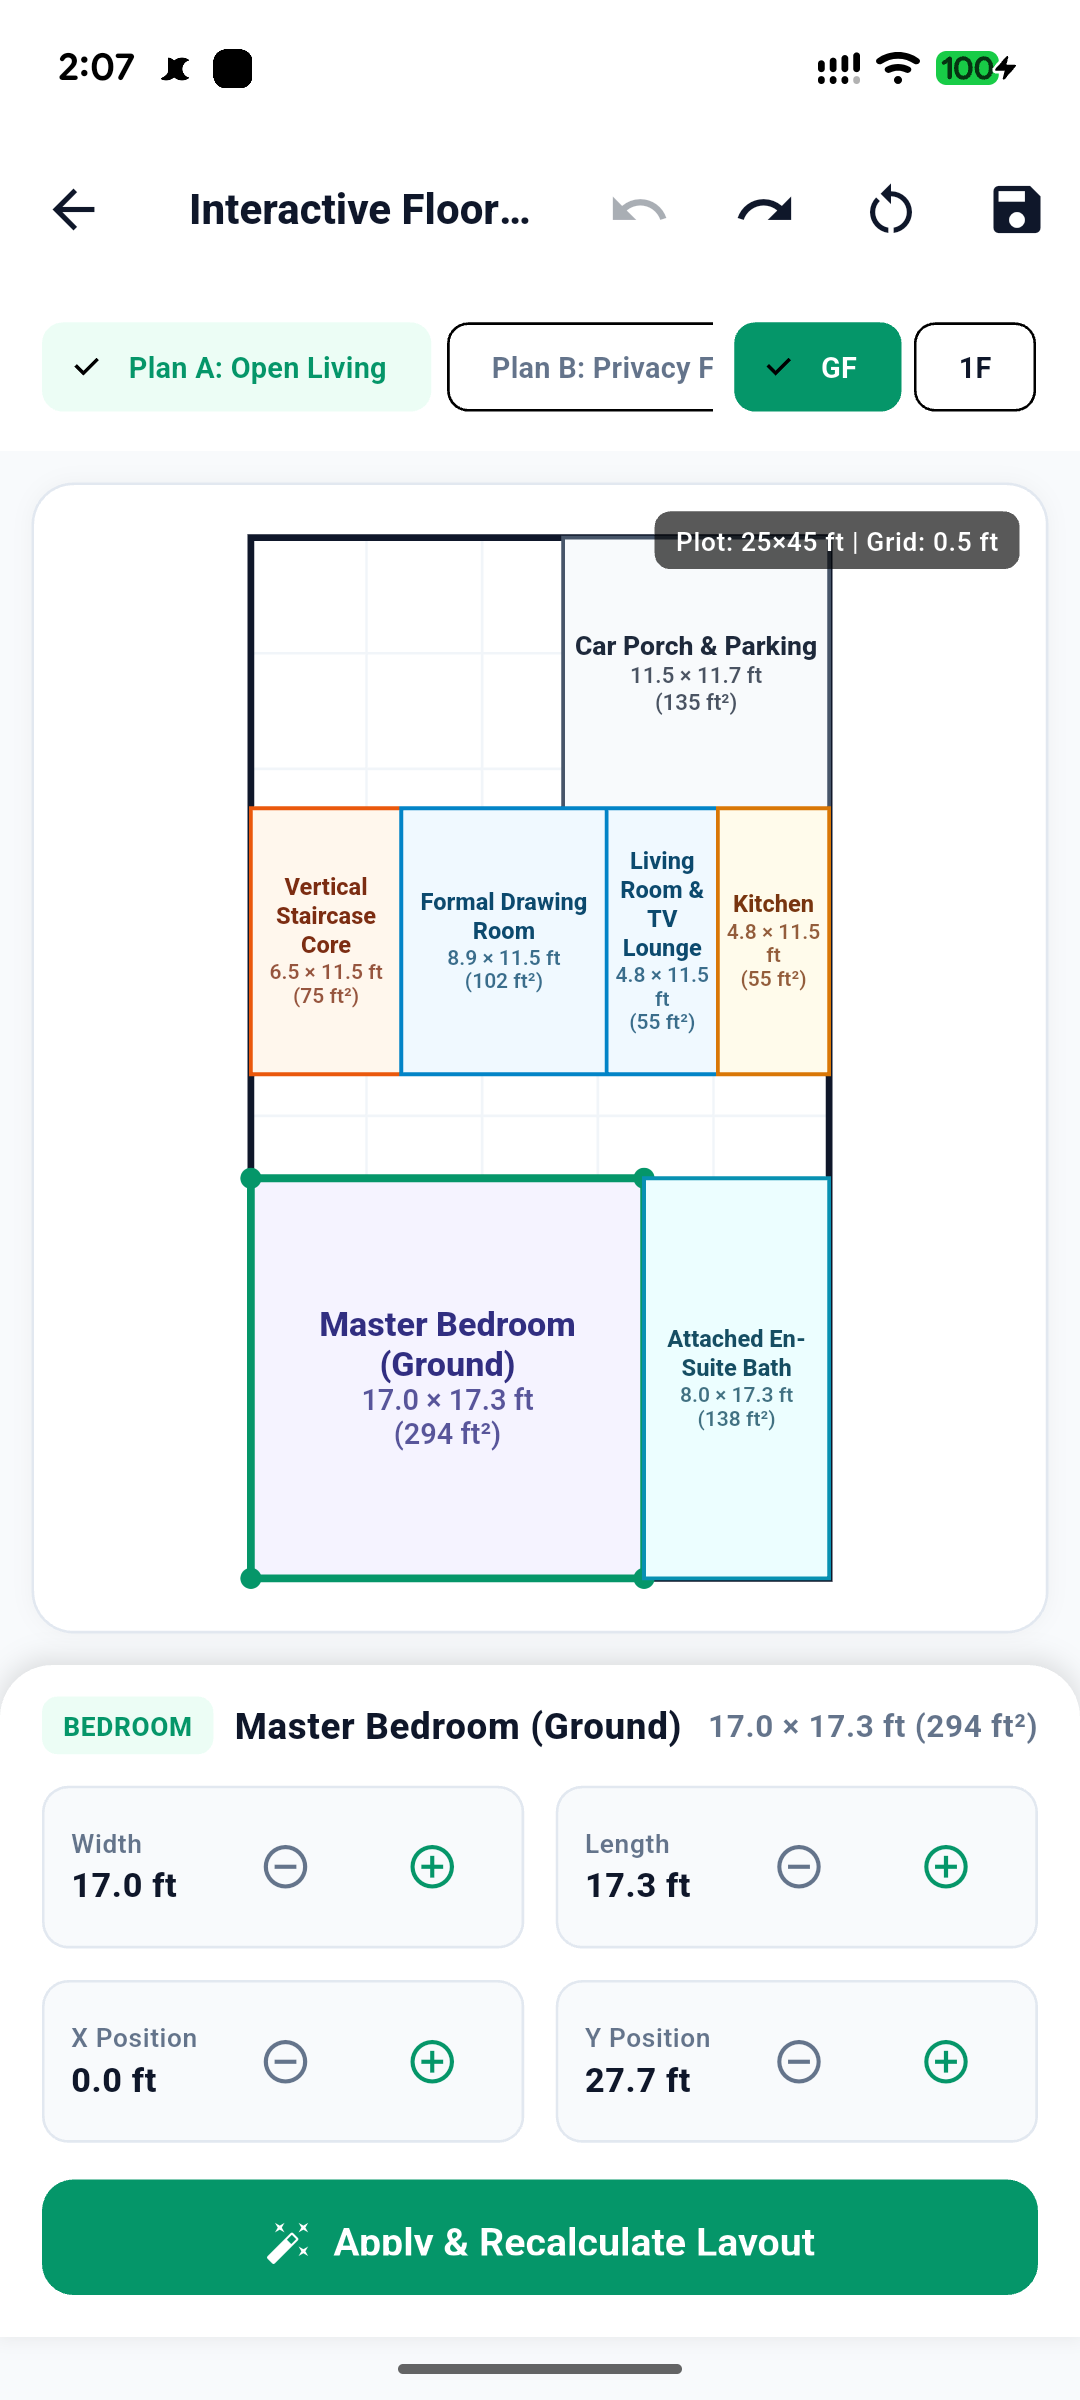 2:07
100
Interactive Floor...
Plan A: Open Living
Plan B: Privacy F
GF
1F
Plot: 25×45 ft | Grid: 0.5 ft
Car Porch & Parking
11.5 × 11.7 ft
(135 ft²)
Vertical
Staircase
Core
6.5 × 11.5 ft
(75 ft²)
Formal Drawing
Room
8.9 × 11.5 ft
(102 ft²)
Living
Room &
TV
Lounge
4.8 × 11.5
ft
(55 ft²)
Kitchen
4.8 × 11.5
ft
(55 ft²)
Master Bedroom
(Ground)
17.0 × 17.3 ft
(294 ft²)
Attached En-
Suite Bath
8.0 × 17.3 ft
(138 ft²)
BEDROOM
Master Bedroom (Ground)
17.0 × 17.3 ft (294 ft²)
Width
17.0 ft
Length
17.3 ft
X Position
0.0 ft
Y Position
27.7 ft
Apply & Recalculate Layout